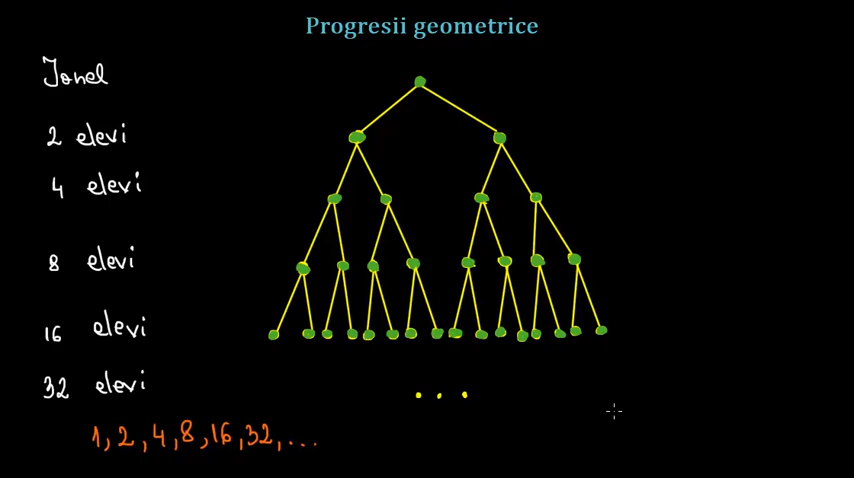 Progresii geometrice
Ionel
2 elevi
4 elevi
8 elevi
16 elevi
32 elevi
...
1, 2, 4, 8, 16, 32, ...